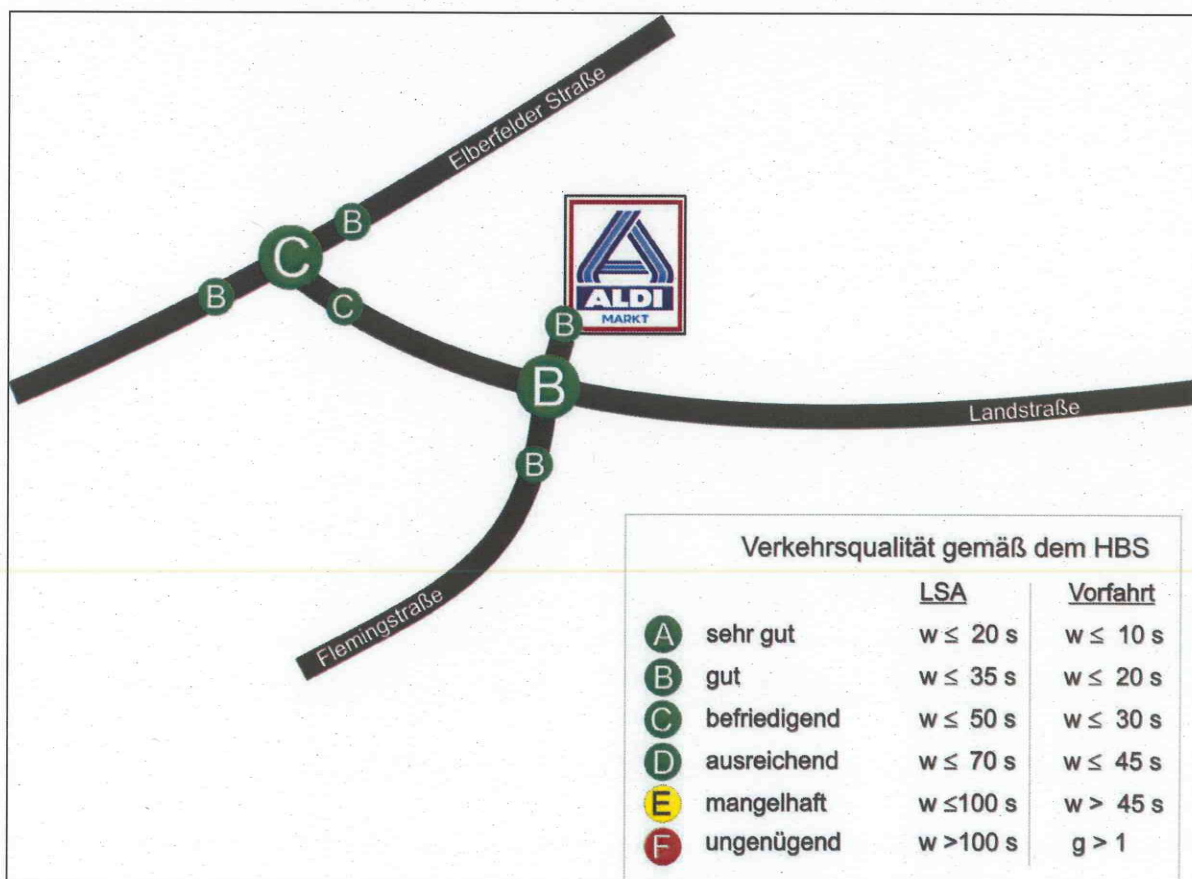 Elberfelder Straße
B
C
B
C
ALDI
MARKT
B
B
Landstraße
B
Flemingstraße
Verkehrsqualität gemäß dem HBS
LSA Vorfahrt
A sehr gut w ≤ 20 s w ≤ 10 s
B gut w ≤ 35 s w ≤ 20 s
C befriedigend w ≤ 50 s w ≤ 30 s
D ausreichend w ≤ 70 s w ≤ 45 s
E mangelhaft w ≤100 s w > 45 s
F ungenügend w >100 s g > 1